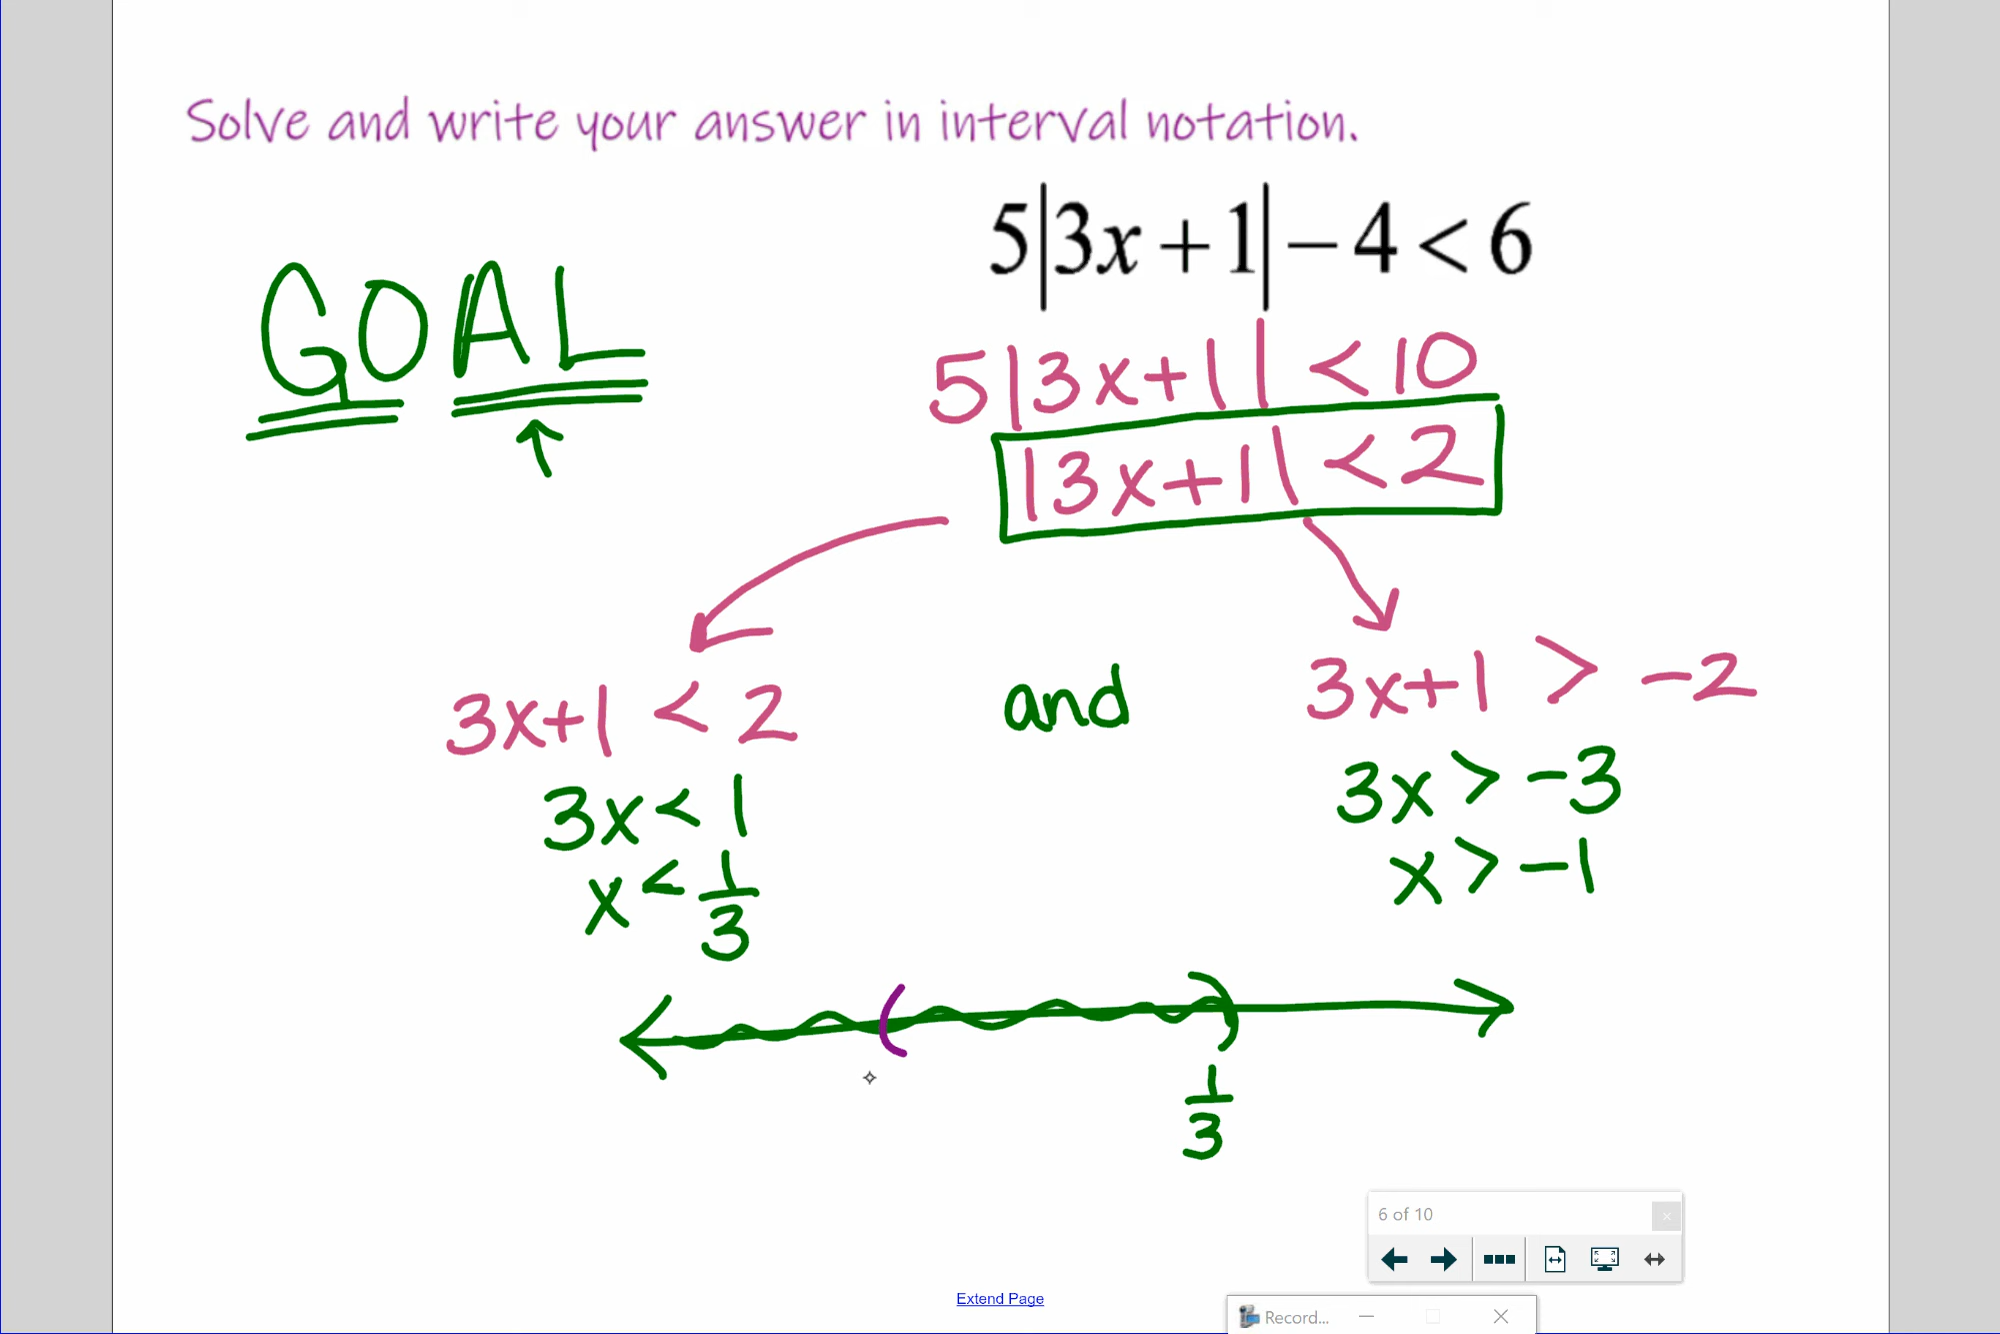 Solve and write your answer in interval notation.
5|3x+1|−4<6
GOAL
5|3x+1| <10
|3x+1| <2
3x+1 < 2 and 3x+1 > −2
3x< 1
3x> −3
x< 1/3
x> −1
( )
1/3
6 of 10
Extend Page
Record...